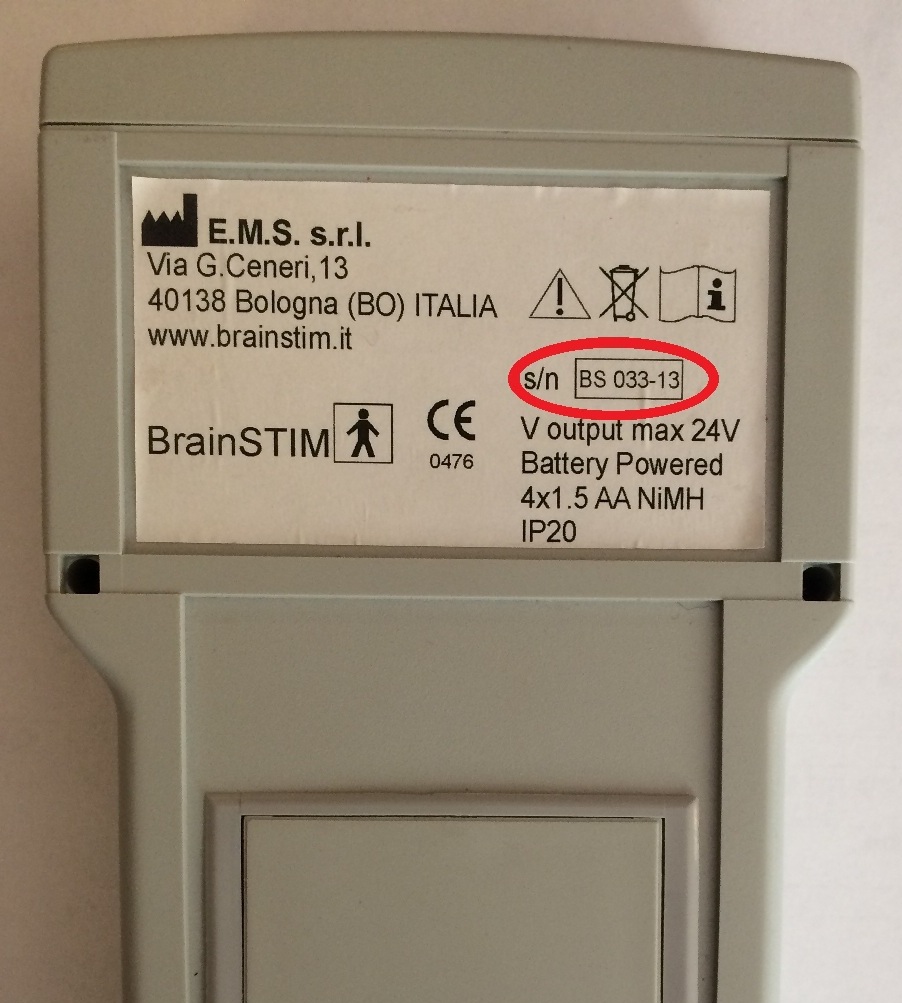 E.M.S. s.r.l.
Via G.Ceneri,13
40138 Bologna (BO) ITALIA
www.brainstim.it
s/n BS 033-13
BrainSTIM
CE
0476
V output max 24V
Battery Powered
4x1.5 AA NiMH
IP20